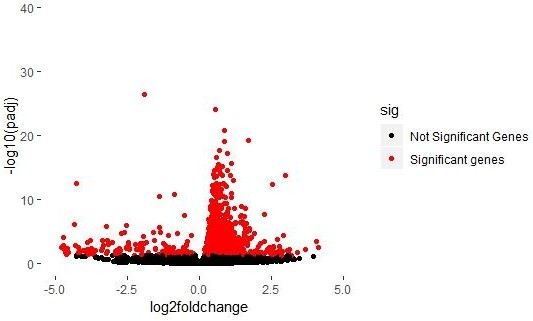 40
30
20
10
0
-log10(padj)
-5.0 -2.5 0.0 2.5 5.0
log2foldchange
sig
Not Significant Genes
Significant genes